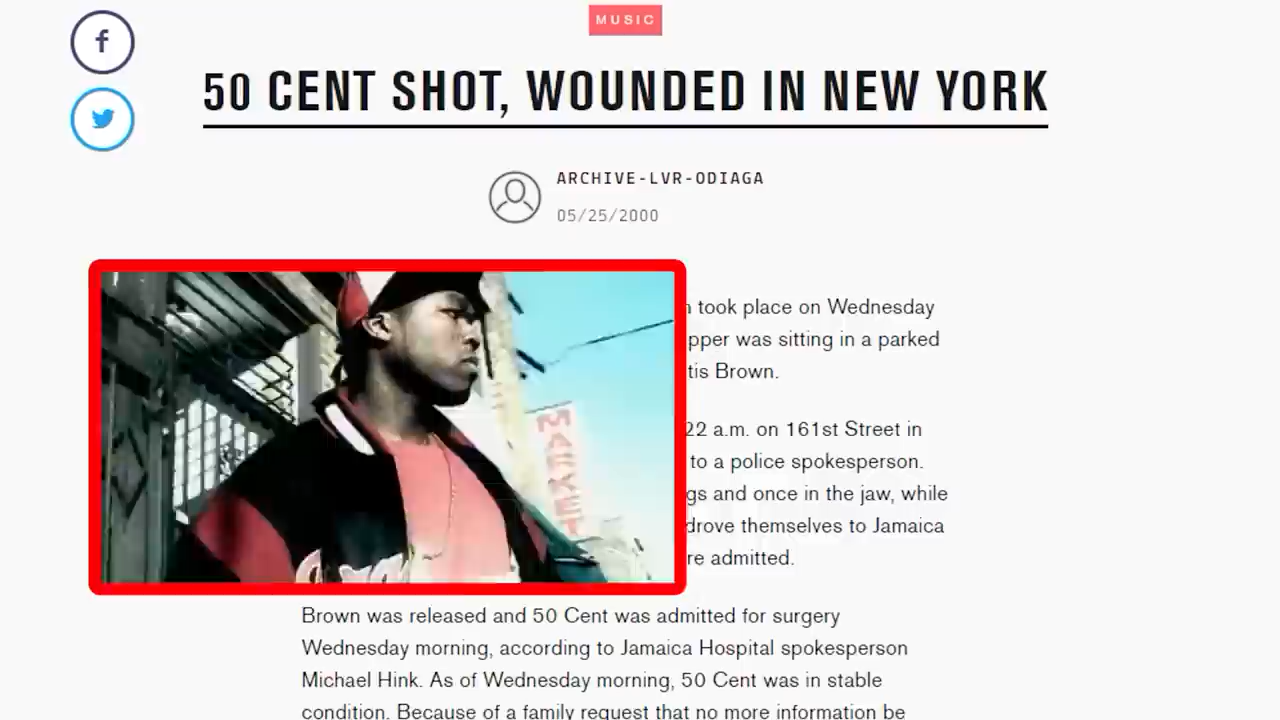 MUSIC
f
50 CENT SHOT, WOUNDED IN NEW YORK
ARCHIVE-LVR-ODIAGA
05/25/2000
took place on Wednesday
pper was sitting in a parked
tis Brown.
22 a.m. on 161st Street in
to a police spokesperson.
gs and once in the jaw, while
drove themselves to Jamaica
re admitted.
MARKET
Brown was released and 50 Cent was admitted for surgery
Wednesday morning, according to Jamaica Hospital spokesperson
Michael Hink. As of Wednesday morning, 50 Cent was in stable
condition. Because of a family request that no more information be